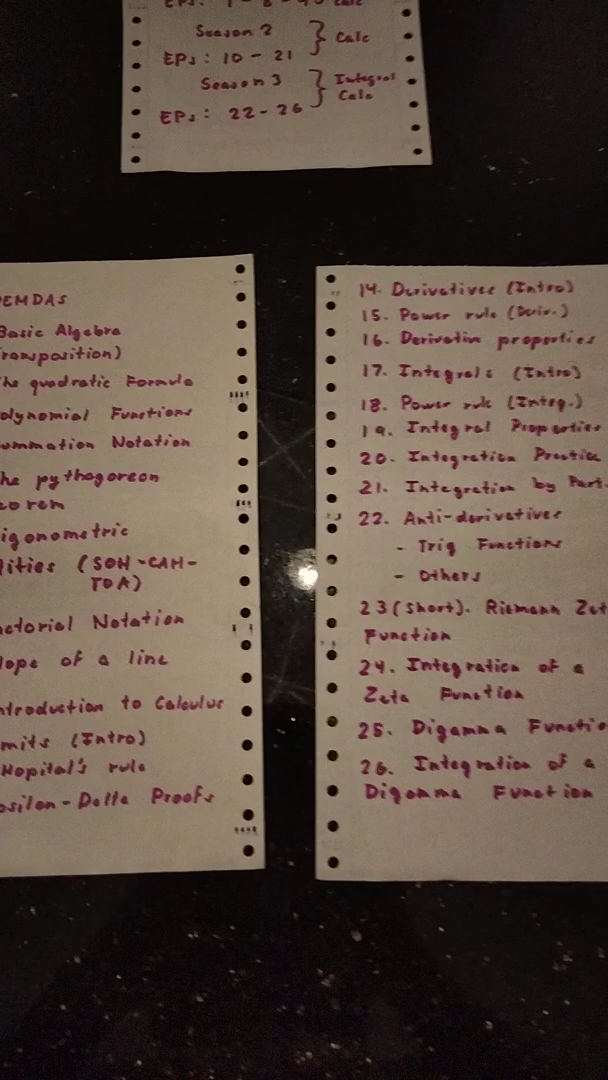 Season 2
EPs: 10 - 21 } Calc
Season 3
EPs: 22 - 26 } Integral Calc
PEMDAS
Basic Algebra
ransposition)
he quadratic Formula
olynomial Functions
ummation Notation
he pythagoreon
eorem
igonometric
lities (SOH-CAH-
TOA)
actorial Notation
lope of a line
ntroduction to Calculus
mits (Intro)
Hopital's rule
psilon-Delta Proofs
14. Derivatives (Intro)
15. Power rule (Deriv.)
16. Derivativ properties
17. Integrals (Intro)
18. Power rule (Integ.)
19. Integral Properties
20. Integration Practice
21. Integration by Part
22. Anti-derivatives
- Trig Functions
- Others
23 (short). Riemann Zet
Function
24. Integration of a
Zeta Function
25. Digamma Functio
26. Integration of a
Digamma Function